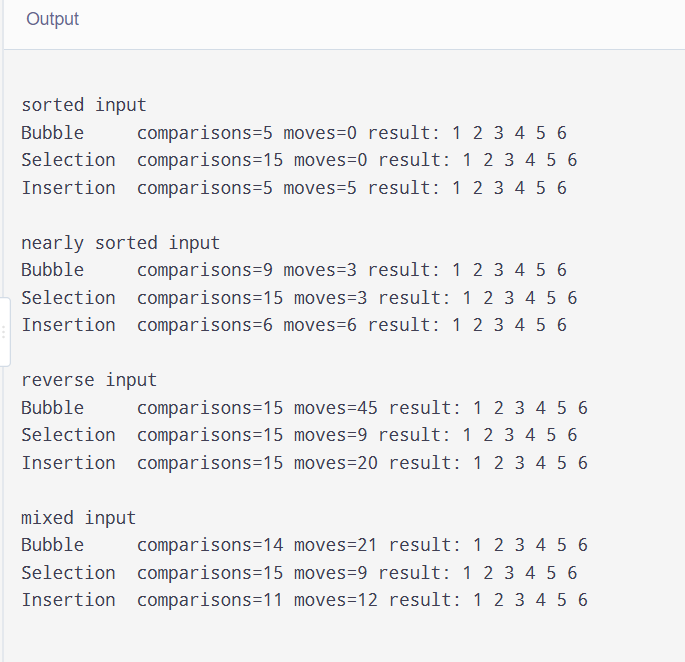 Output
sorted input
Bubble     comparisons=5 moves=0 result: 1 2 3 4 5 6
Selection  comparisons=15 moves=0 result: 1 2 3 4 5 6
Insertion  comparisons=5 moves=5 result: 1 2 3 4 5 6
nearly sorted input
Bubble     comparisons=9 moves=3 result: 1 2 3 4 5 6
Selection  comparisons=15 moves=3 result: 1 2 3 4 5 6
Insertion  comparisons=6 moves=6 result: 1 2 3 4 5 6
reverse input
Bubble     comparisons=15 moves=45 result: 1 2 3 4 5 6
Selection  comparisons=15 moves=9 result: 1 2 3 4 5 6
Insertion  comparisons=15 moves=20 result: 1 2 3 4 5 6
mixed input
Bubble     comparisons=14 moves=21 result: 1 2 3 4 5 6
Selection  comparisons=15 moves=9 result: 1 2 3 4 5 6
Insertion  comparisons=11 moves=12 result: 1 2 3 4 5 6